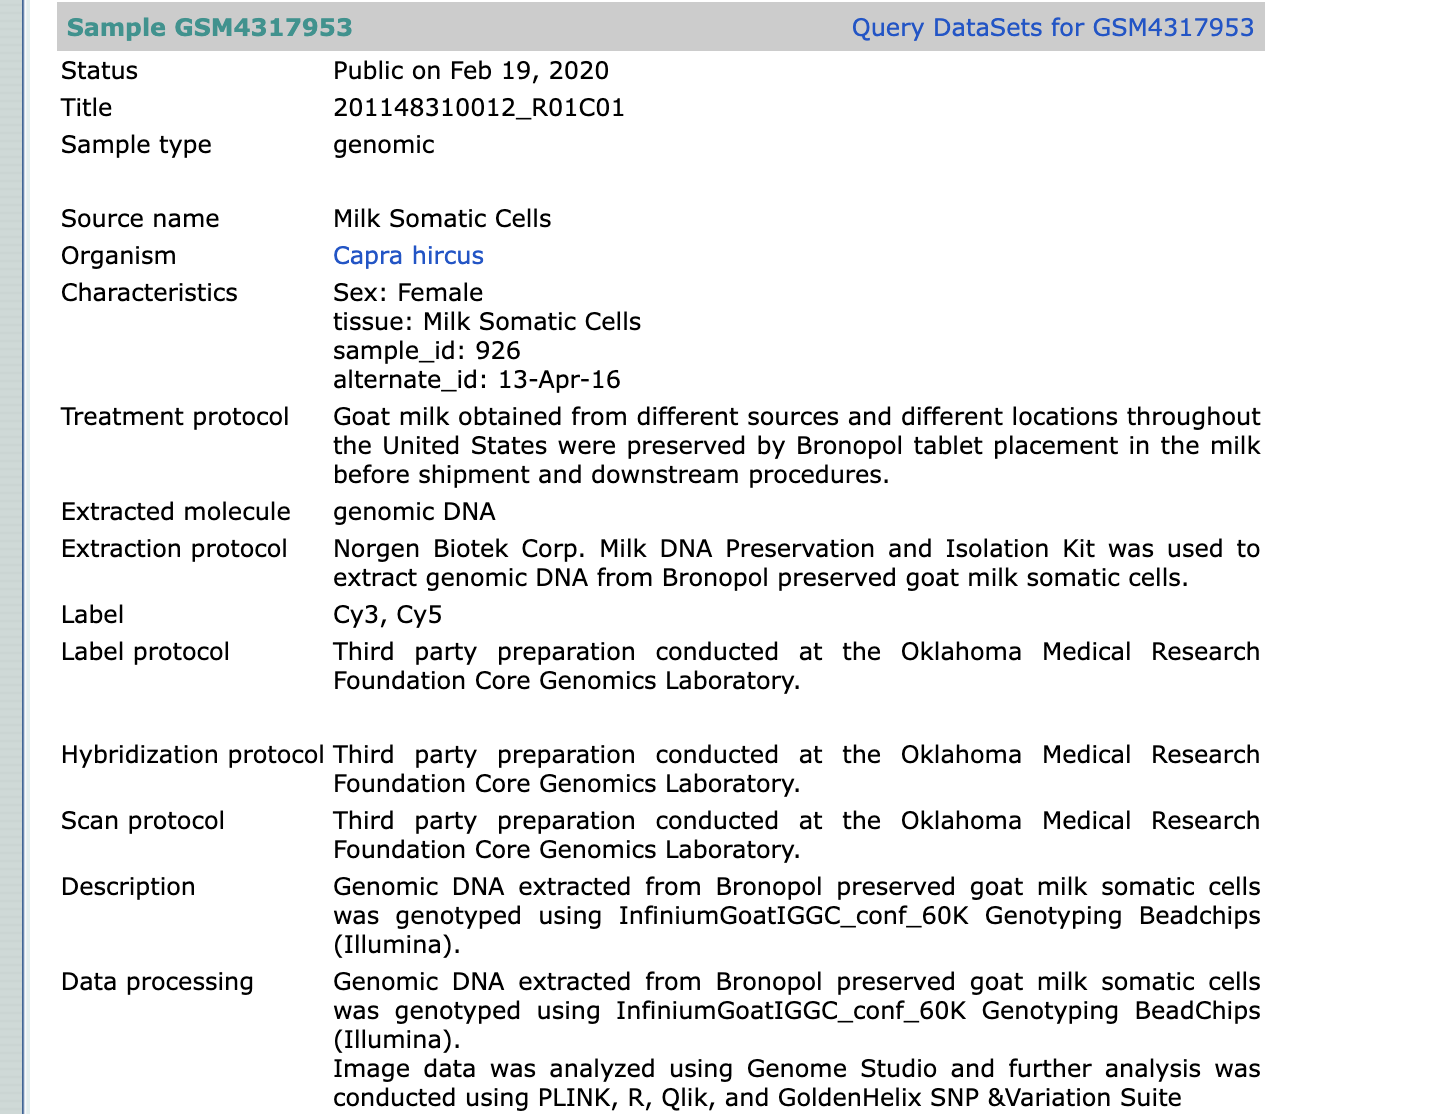 Sample GSM4317953 Query DataSets for GSM4317953
Status Public on Feb 19, 2020
Title 201148310012_R01C01
Sample type genomic
Source name Milk Somatic Cells
Organism Capra hircus
Characteristics Sex: Female
tissue: Milk Somatic Cells
sample_id: 926
alternate_id: 13-Apr-16
Treatment protocol Goat milk obtained from different sources and different locations throughout
the United States were preserved by Bronopol tablet placement in the milk
before shipment and downstream procedures.
Extracted molecule genomic DNA
Extraction protocol Norgen Biotek Corp. Milk DNA Preservation and Isolation Kit was used to
extract genomic DNA from Bronopol preserved goat milk somatic cells.
Label Cy3, Cy5
Label protocol Third party preparation conducted at the Oklahoma Medical Research
Foundation Core Genomics Laboratory.
Hybridization protocol Third party preparation conducted at the Oklahoma Medical Research
Foundation Core Genomics Laboratory.
Scan protocol Third party preparation conducted at the Oklahoma Medical Research
Foundation Core Genomics Laboratory.
Description Genomic DNA extracted from Bronopol preserved goat milk somatic cells
was genotyped using InfiniumGoatIGGC_conf_60K Genotyping Beadchips
(Illumina).
Data processing Genomic DNA extracted from Bronopol preserved goat milk somatic cells
was genotyped using InfiniumGoatIGGC_conf_60K Genotyping BeadChips
(Illumina).
Image data was analyzed using Genome Studio and further analysis was
conducted using PLINK, R, Qlik, and GoldenHelix SNP &Variation Suite